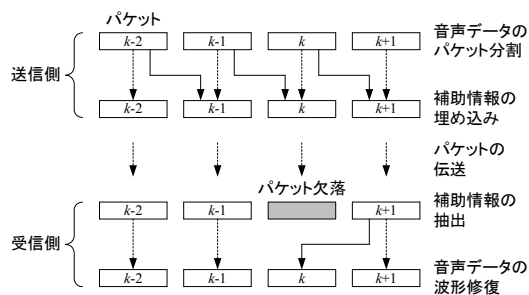 パケット
k-2 k-1 k k+1
音声データの
パケット分割
送信側
k-2 k-1 k k+1
補助情報の
埋め込み
パケットの
伝送
パケット欠落
k-2 k-1 k+1
補助情報の
抽出
受信側
k-2 k-1 k k+1
音声データの
波形修復